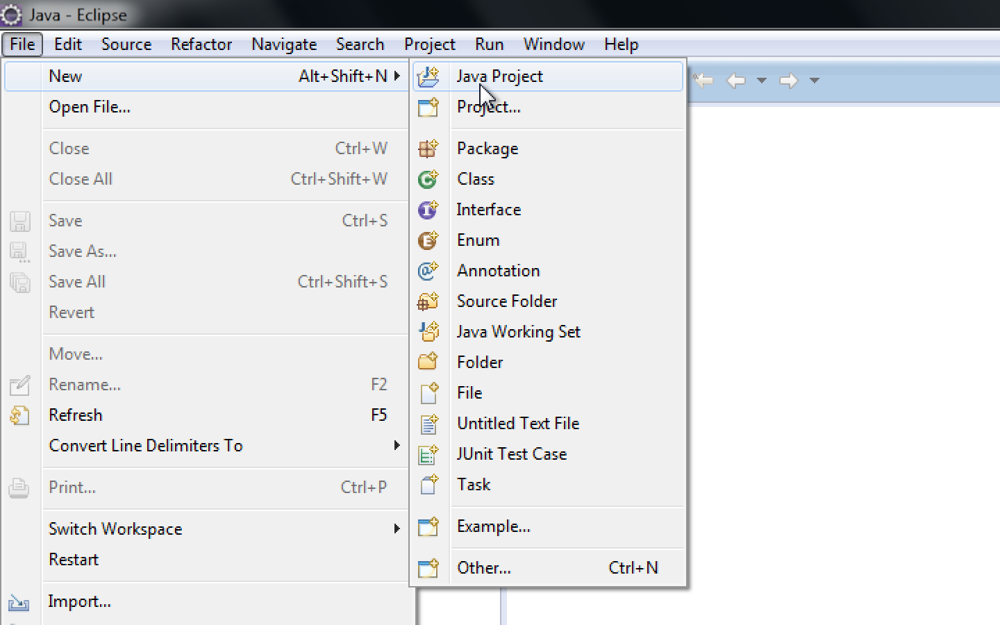 Java - Eclipse
File Edit Source Refactor Navigate Search Project Run Window Help
New Alt+Shift+N
Open File...
Close Ctrl+W
Close All Ctrl+Shift+W
Save Ctrl+S
Save As...
Save All Ctrl+Shift+S
Revert
Move...
Rename... F2
Refresh F5
Convert Line Delimiters To
Print... Ctrl+P
Switch Workspace
Restart
Import...
Java Project
Project...
Package
Class
Interface
Enum
Annotation
Source Folder
Java Working Set
Folder
File
Untitled Text File
JUnit Test Case
Task
Example...
Other... Ctrl+N